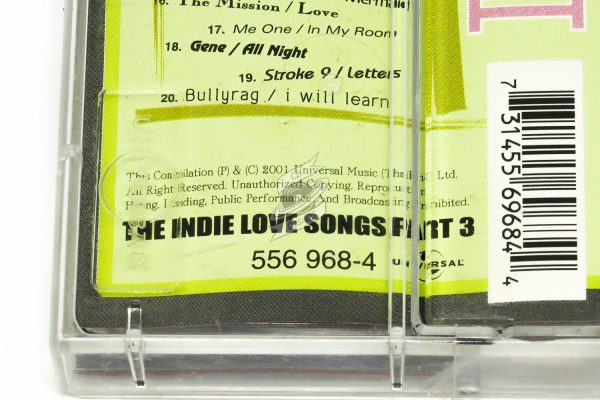 16. The Mission / Love
17. Me One / In My Room
18. Gene / All Night
19. Stroke 9 / Letters
20. Bullyrag / i will learn
This Compilation (P) & (C) 2001 Universal Music (Thailand) Ltd.
All Right Reserved. Unauthorized Copying, Reproduction
Hiring, Lending, Public Performance And Broadcasting Prohibited.
THE INDIE LOVE SONGS PART 3
556 968-4
UNIVERSAL
7 31455 69684 4